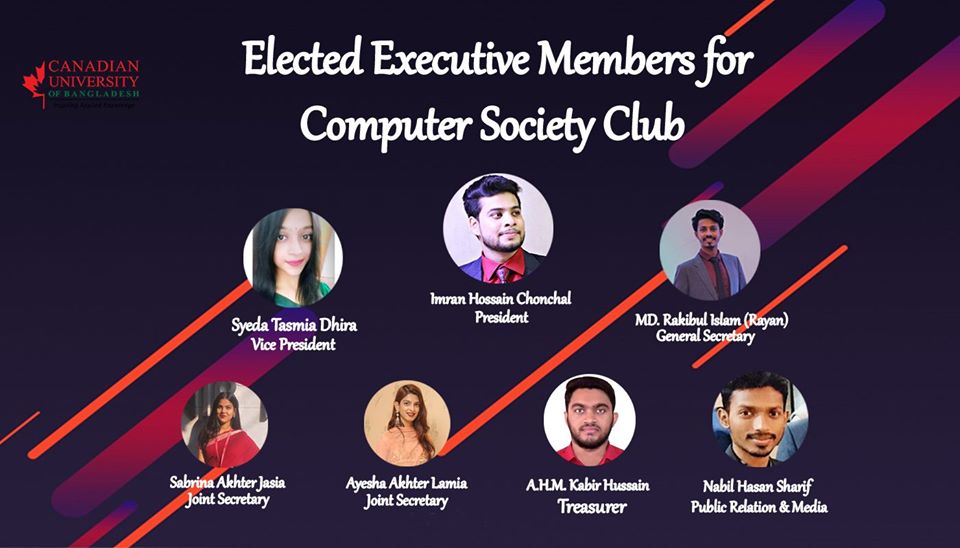 CANADIAN
UNIVERSITY
OF BANGLADESH
Elected Executive Members for
Computer Society Club
Imran Hossain Chonchal
President
Syeda Tasmia Dhira
Vice President
MD. Rakibul Islam (Rayan)
General Secretary
Sabrina Akhter Jasia
Joint Secretary
Ayesha Akhter Lamia
Joint Secretary
A.H.M. Kabir Hussain
Treasurer
Nabil Hasan Sharif
Public Relation & Media